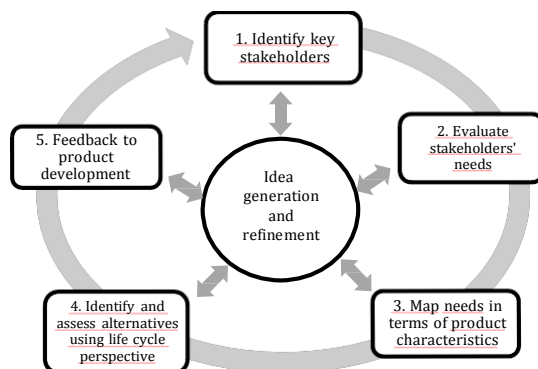 1. Identify key
stakeholders
2. Evaluate
stakeholders'
needs
3. Map needs in
terms of product
characteristics
4. Identify and
assess alternatives
using life cycle
perspective
5. Feedback to
product
development
Idea
generation
and
refinement